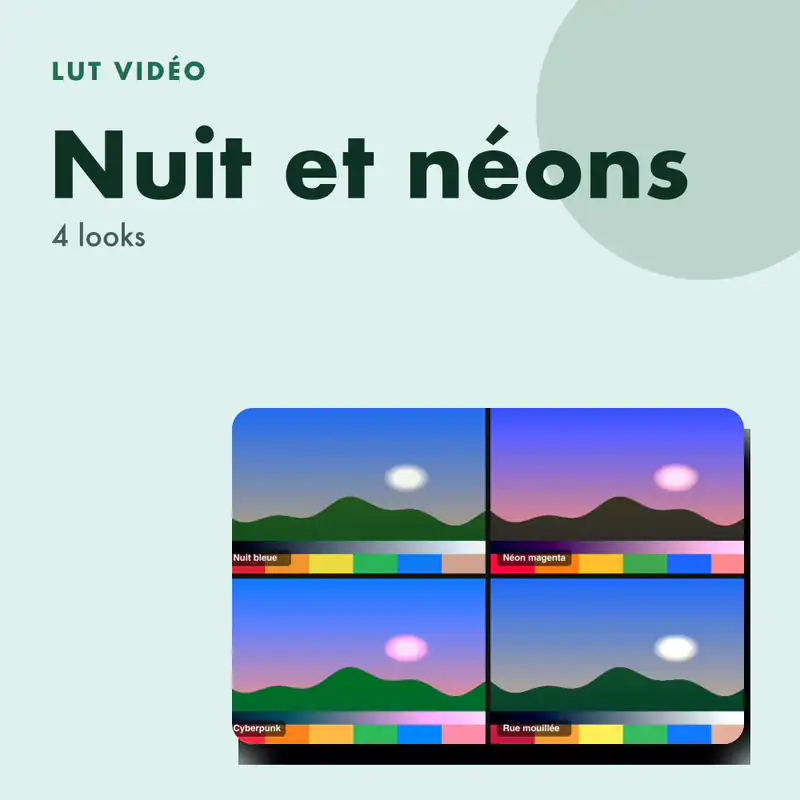 LUT VIDÉO
Nuit et néons
4 looks
Nuit bleue
Néon magenta
Cyberpunk
Rue mouillée